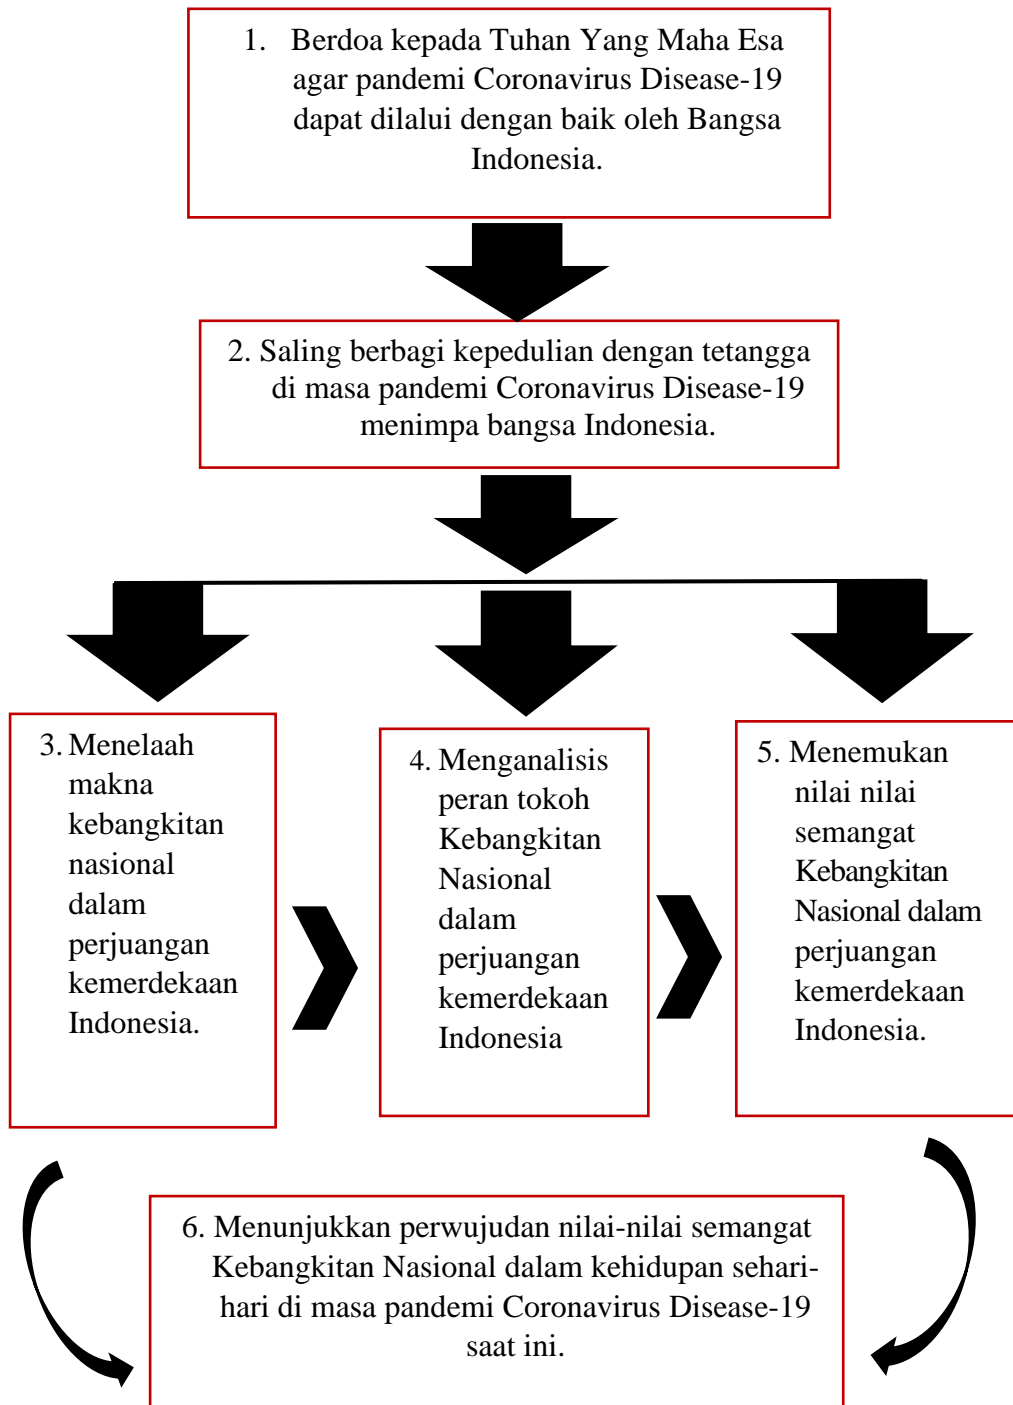 1. Berdoa kepada Tuhan Yang Maha Esa
agar pandemi Coronavirus Disease-19
dapat dilalui dengan baik oleh Bangsa
Indonesia.
2. Saling berbagi kepedulian dengan tetangga
di masa pandemi Coronavirus Disease-19
menimpa bangsa Indonesia.
3. Menelaah
makna
kebangkitan
nasional
dalam
perjuangan
kemerdekaan
Indonesia.
4. Menganalisis
peran tokoh
Kebangkitan
Nasional
dalam
perjuangan
kemerdekaan
Indonesia
5. Menemukan
nilai nilai
semangat
Kebangkitan
Nasional dalam
perjuangan
kemerdekaan
Indonesia.
6. Menunjukkan perwujudan nilai-nilai semangat
Kebangkitan Nasional dalam kehidupan sehari-
hari di masa pandemi Coronavirus Disease-19
saat ini.